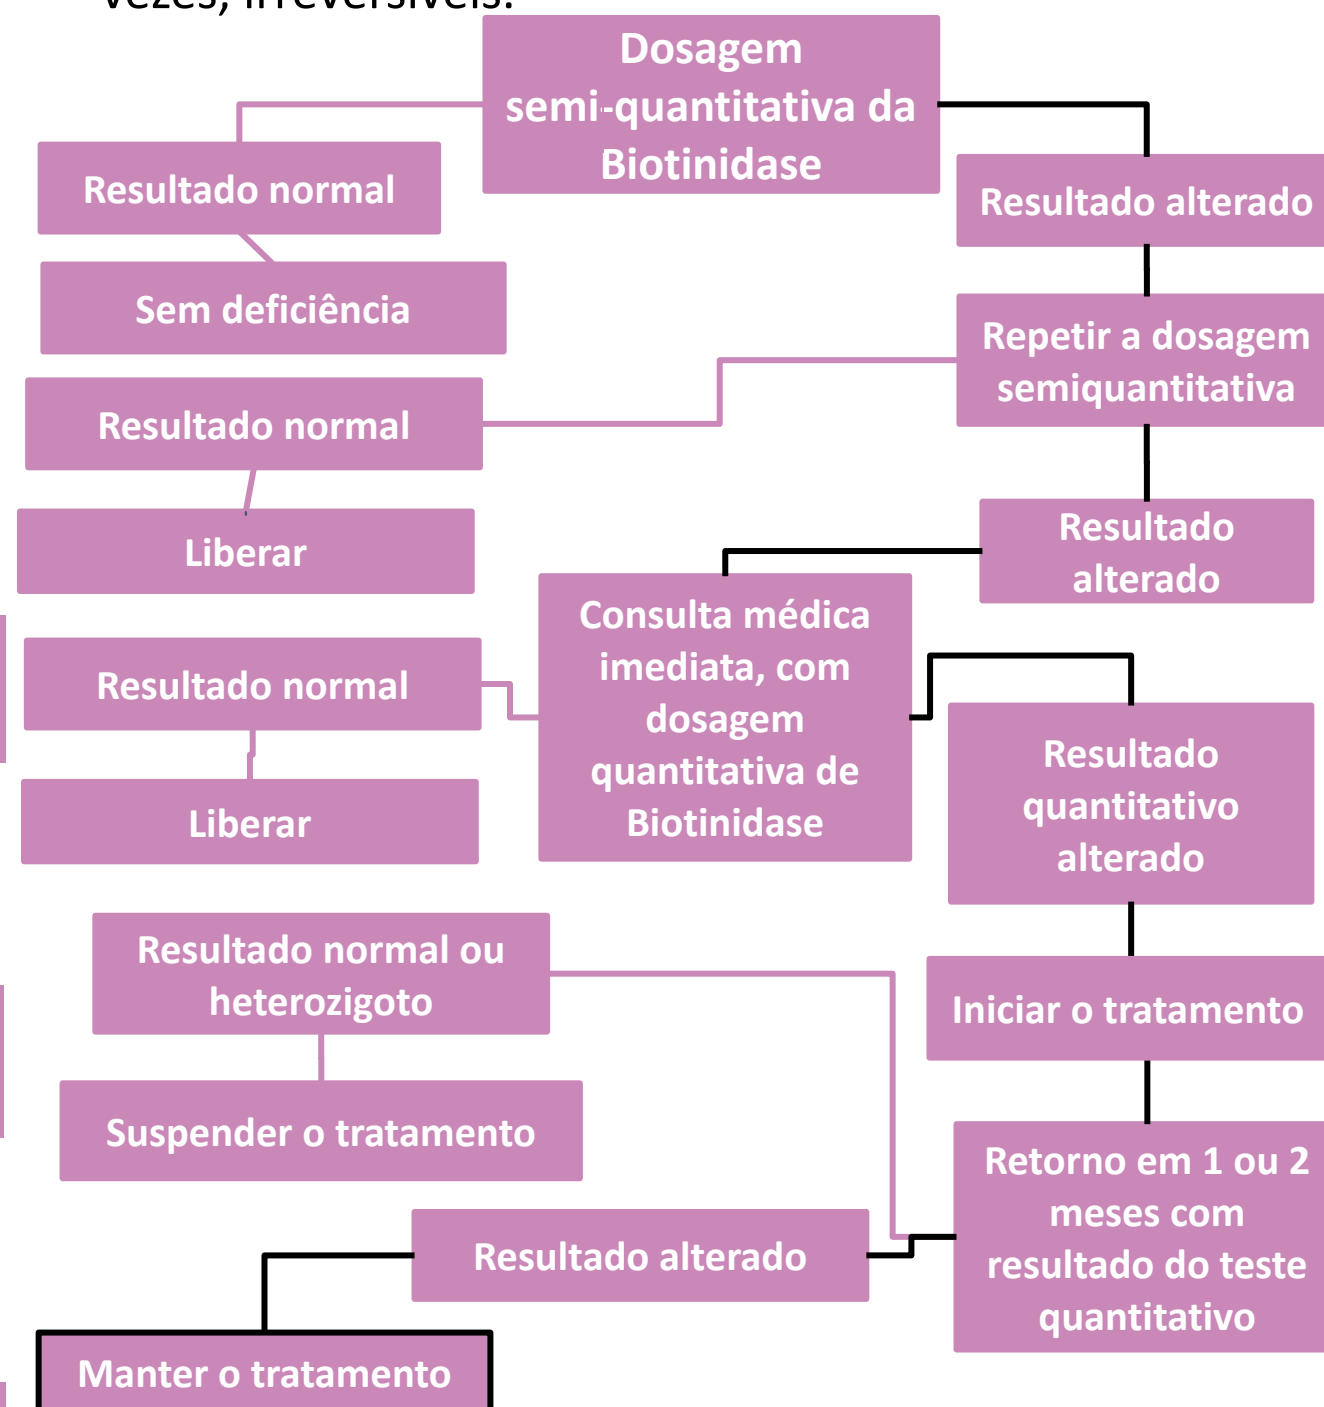 vezes, irreversíveis.
Dosagem
semi-quantitativa da
Biotinidase
Resultado normal
Resultado alterado
Sem deficiência
Repetir a dosagem
semiquantitativa
Resultado normal
Liberar
Resultado
alterado
Consulta médica
imediata, com
dosagem
quantitativa de
Biotinidase
Resultado normal
Liberar
Resultado
quantitativo
alterado
Iniciar o tratamento
Resultado normal ou
heterozigoto
Suspender o tratamento
Retorno em 1 ou 2
meses com
resultado do teste
quantitativo
Resultado alterado
Manter o tratamento